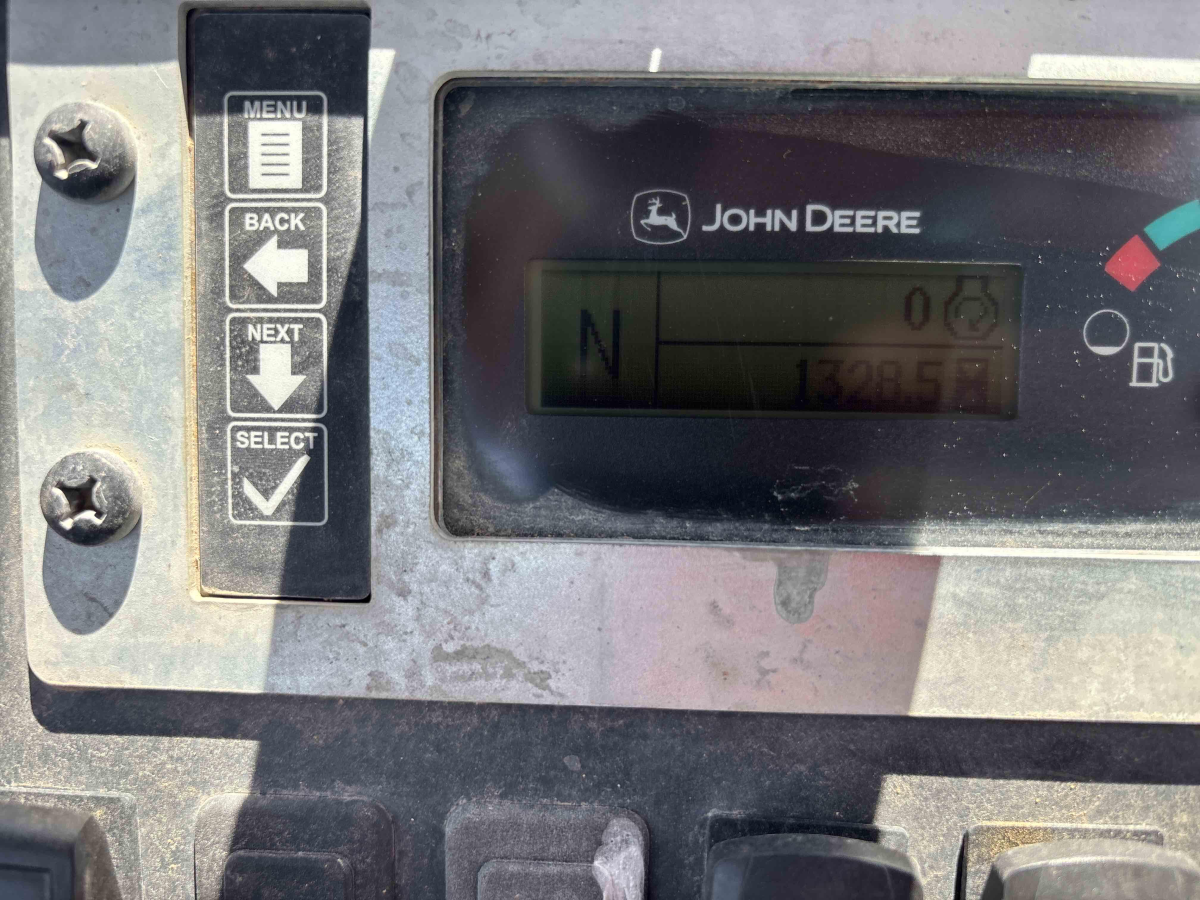 MENU
BACK
NEXT
SELECT
JOHN DEERE
N
0
1328.5